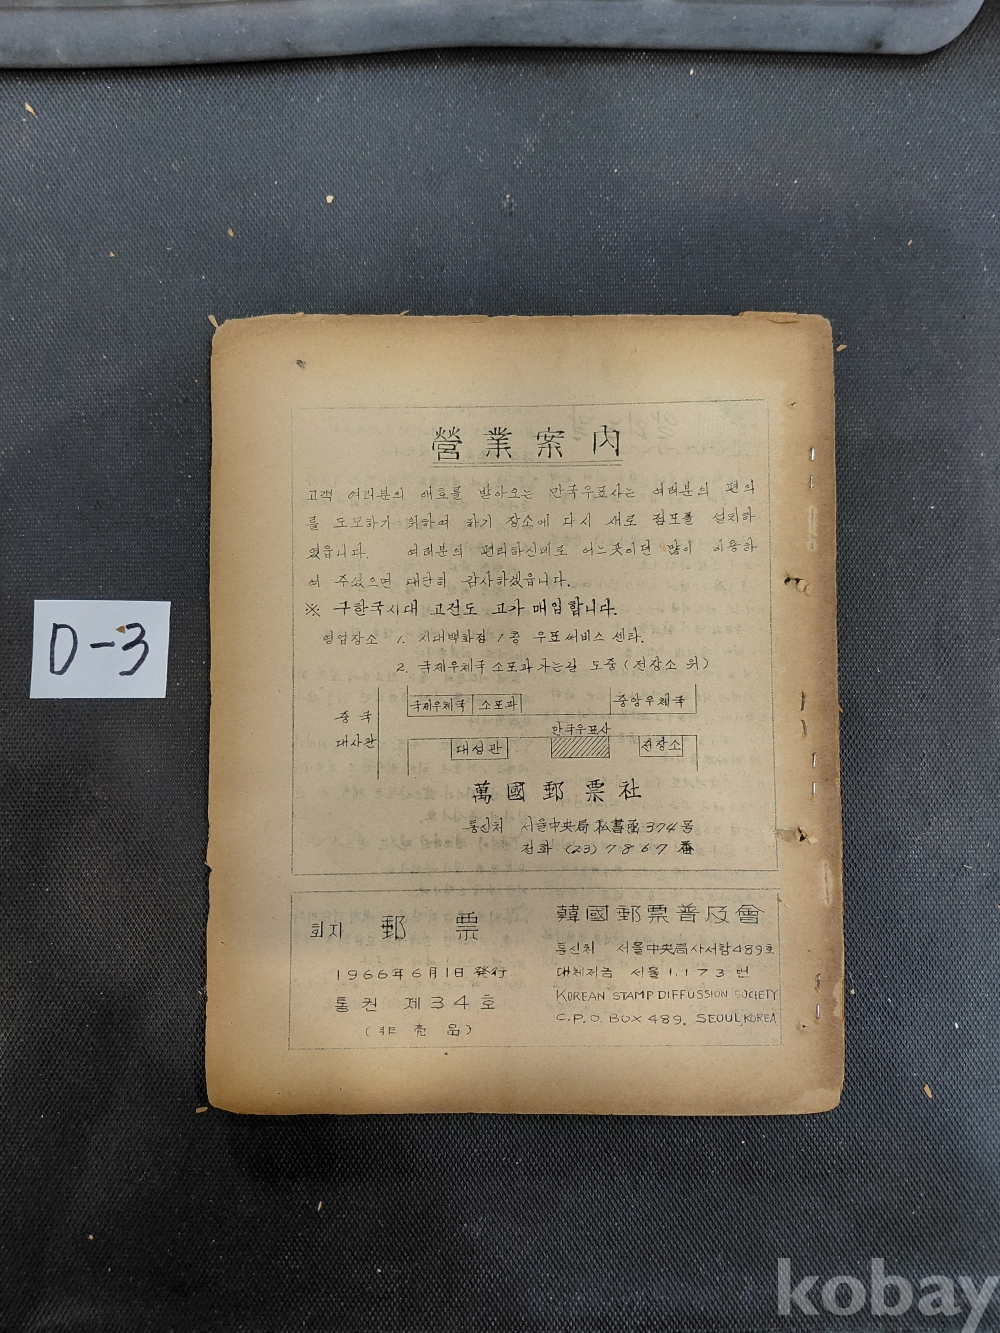 D-3
營業案內
고객 여러분의 애호를 받아오는 만국우표사는 여러분의 편의
를 도모하기 위하여 하기 장소에 다시 새로 점포를 설치하
였읍니다. 여러분의 편리하신데로 어느곳이던 많이 이용하
여 주셨으면 대단히 감사하겠읍니다.
※ 구한국시대 고전도 고가 매입합니다.
영업장소 1. 시대백화점 1층 우표써비스 센타.
2. 국제우체국 소포과 가는길 도중 (전장소 위)
국제우체국 소포과 중앙우체국
중국
대사관
만국우표사
대성관 전장소
萬國郵票社
통신처 서울中央局 私書函 374号
전화 (23) 7867 番
회지 郵票
1966年 6月 1日 発行
통권 제34호
(非売品)
韓國郵票普及會
통신처 서울中央局사서함489호
대체저금 서울 1.173번
KOREAN STAMP DIFFUSSION SOCIETY
C.P.O. BOX 489. SEOUL KOREA
kobay